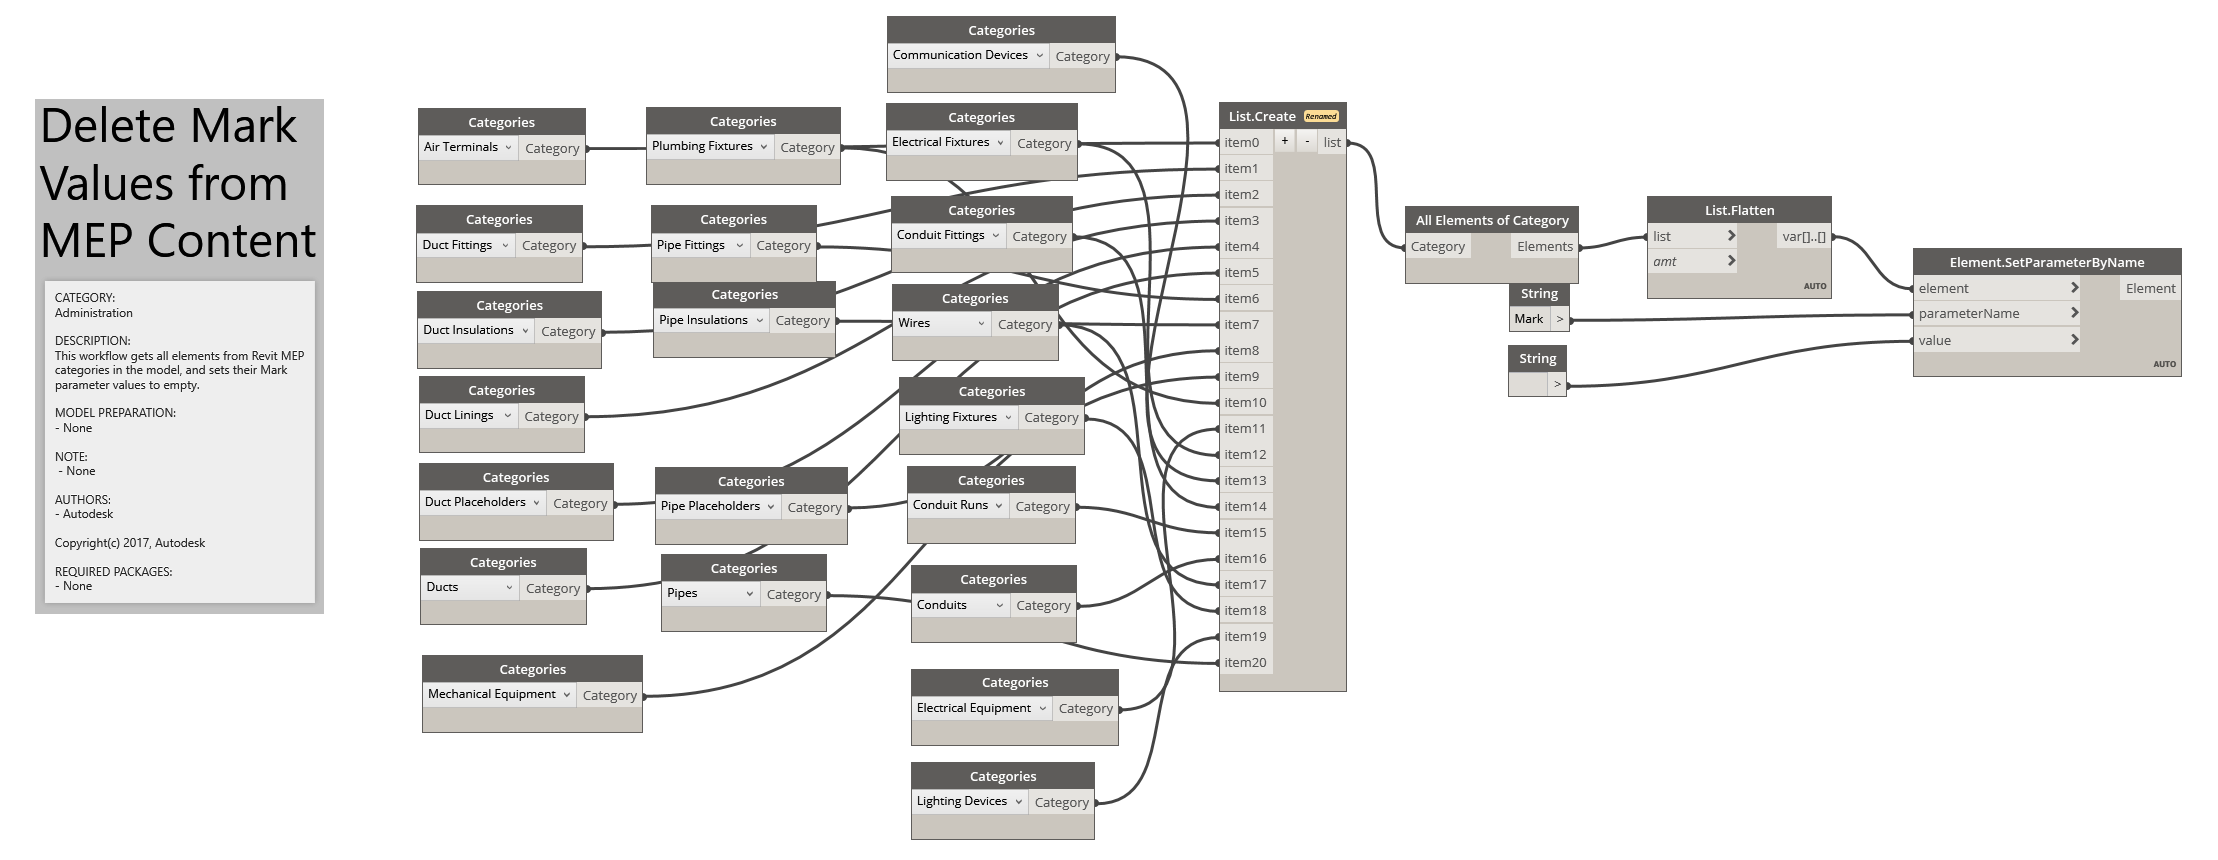 Delete Mark
Values from
MEP Content
CATEGORY:
Administration
DESCRIPTION:
This workflow gets all elements from Revit MEP
categories in the model, and sets their Mark
parameter values to empty.
MODEL PREPARATION:
- None
NOTE:
- None
AUTHORS:
- Autodesk
Copyright(c) 2017, Autodesk
REQUIRED PACKAGES:
- None
Categories
Air Terminals Category
Categories
Duct Fittings Category
Categories
Duct Insulations Category
Categories
Duct Linings Category
Categories
Duct Placeholders Category
Categories
Ducts Category
Categories
Mechanical Equipment Category
Categories
Plumbing Fixtures Category
Categories
Pipe Fittings Category
Categories
Pipe Insulations Category
Categories
Pipe Placeholders Category
Categories
Pipes Category
Categories
Communication Devices Category
Categories
Electrical Fixtures Category
Categories
Conduit Fittings Category
Categories
Wires Category
Categories
Lighting Fixtures Category
Categories
Conduit Runs Category
Categories
Conduits Category
Categories
Electrical Equipment Category
Categories
Lighting Devices Category
List.Create Renamed
item0 + - list
item1
item2
item3
item4
item5
item6
item7
item8
item9
item10
item11
item12
item13
item14
item15
item16
item17
item18
item19
item20
All Elements of Category
Category Elements
String
Mark >
String
>
List.Flatten
list > var[]..[]
amt >
AUTO
Element.SetParameterByName
element > Element
parameterName >
value >
AUTO